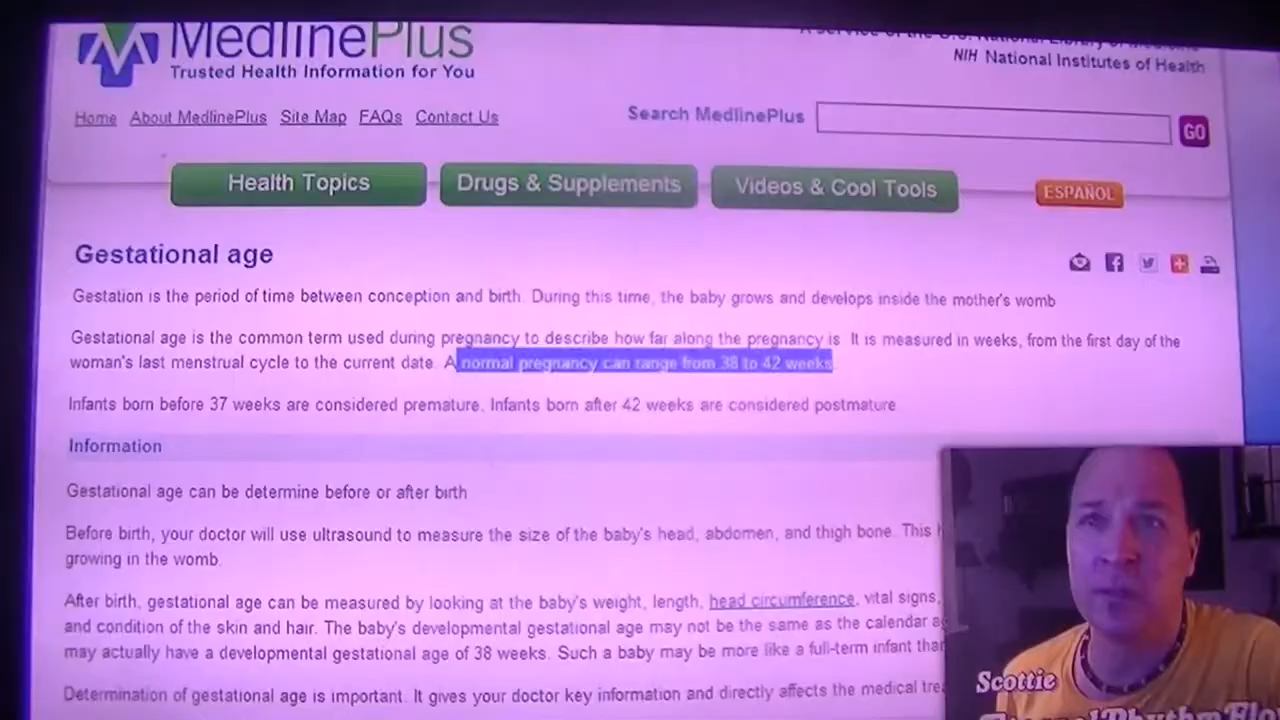 MedlinePlus
Trusted Health Information for You
NIH National Institutes of Health
Home About MedlinePlus Site Map FAQs Contact Us
Search MedlinePlus
GO
Health Topics
Drugs & Supplements
Videos & Cool Tools
ESPAÑOL
Gestational age
Gestation is the period of time between conception and birth. During this time, the baby grows and develops inside the mother's womb
Gestational age is the common term used during pregnancy to describe how far along the pregnancy is. It is measured in weeks, from the first day of the
woman's last menstrual cycle to the current date. A normal pregnancy can range from 38 to 42 weeks.
Infants born before 37 weeks are considered premature. Infants born after 42 weeks are considered postmature
Information
Gestational age can be determine before or after birth
Before birth, your doctor will use ultrasound to measure the size of the baby's head, abdomen, and thigh bone. This
growing in the womb.
After birth, gestational age can be measured by looking at the baby's weight, length, head circumference, vital signs,
and condition of the skin and hair. The baby's developmental gestational age may not be the same as the calendar
may actually have a developmental gestational age of 38 weeks. Such a baby may be more like a full-term infant
Determination of gestational age is important. It gives your doctor key information and directly affects the medical
Scottie